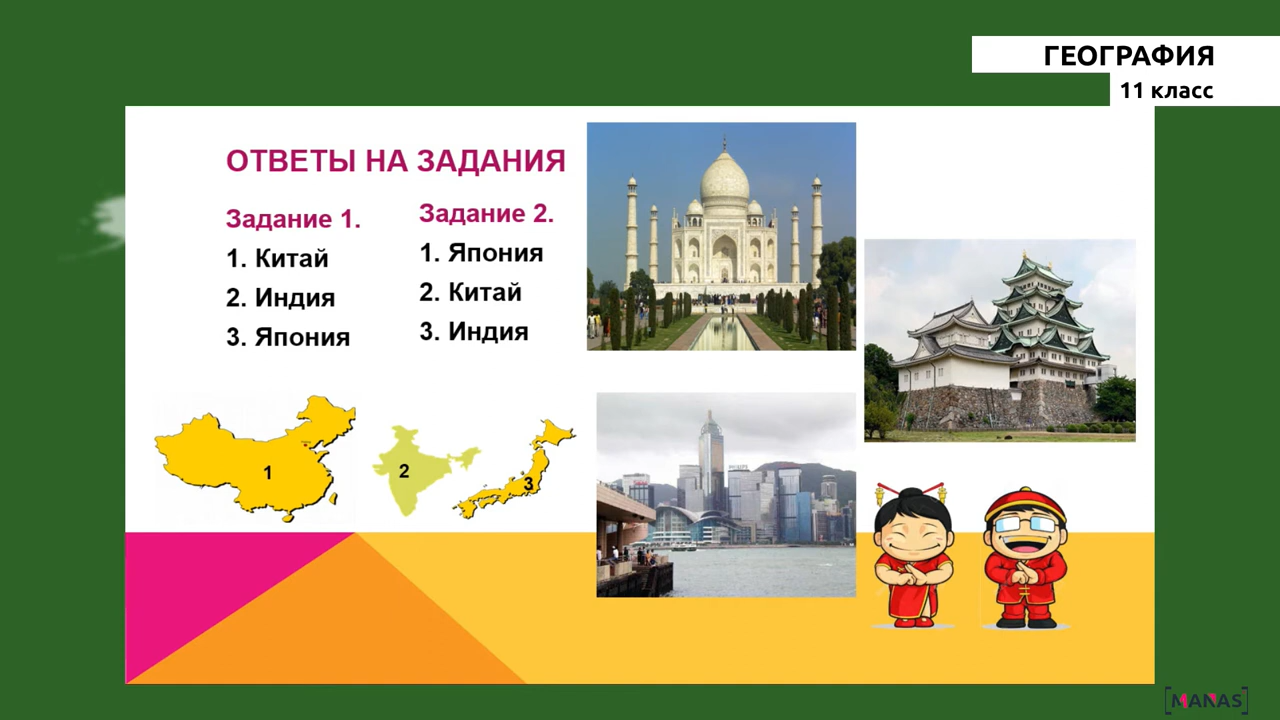 ГЕОГРАФИЯ
11 класс
ОТВЕТЫ НА ЗАДАНИЯ
Задание 1.
1. Китай
2. Индия
3. Япония
Задание 2.
1. Япония
2. Китай
3. Индия
1
2
3
PHILIPS
[MANAS]